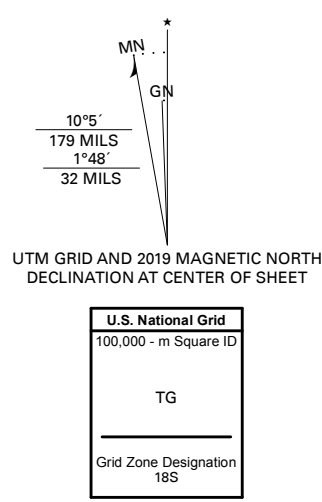 MN
GN
10°5´
179 MILS
1°48´
32 MILS
UTM GRID AND 2019 MAGNETIC NORTH
DECLINATION AT CENTER OF SHEET
U.S. National Grid
100,000 - m Square ID
TG
Grid Zone Designation
18S